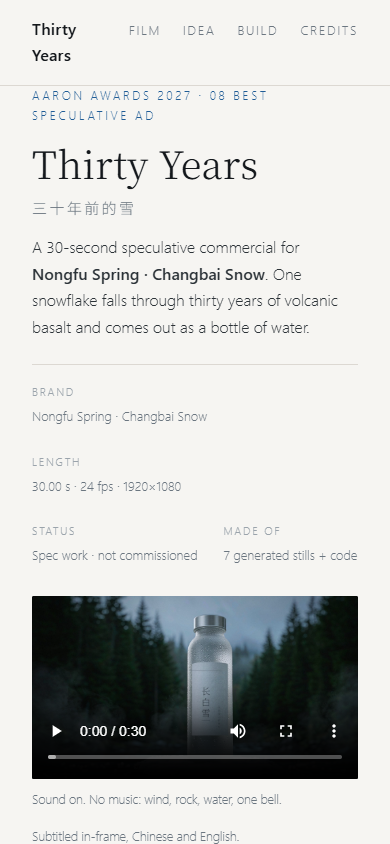 Thirty Years
FILM IDEA BUILD CREDITS
AARON AWARDS 2027 · 08 BEST
SPECULATIVE AD
Thirty Years
三十年前的雪
A 30-second speculative commercial for
Nongfu Spring · Changbai Snow. One
snowflake falls through thirty years of volcanic
basalt and comes out as a bottle of water.
BRAND
Nongfu Spring · Changbai Snow
LENGTH
30.00 s · 24 fps · 1920×1080
STATUS
Spec work · not commissioned
MADE OF
7 generated stills + code
长白雪
0:00 / 0:30
Sound on. No music: wind, rock, water, one bell.
Subtitled in-frame, Chinese and English.